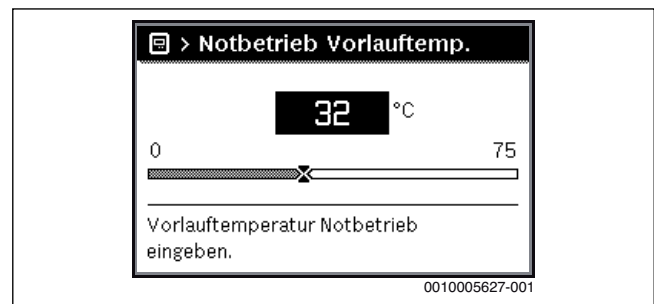 > Notbetrieb Vorlauftemp.
32 °C
0 75
Vorlauftemperatur Notbetrieb
eingeben.
0010005627-001